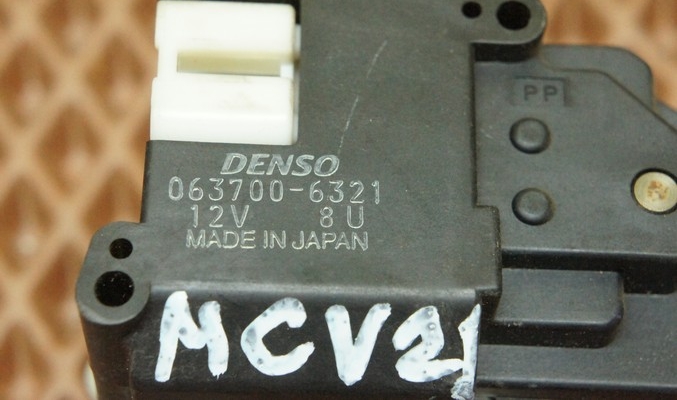 PP
DENSO
063700-6321
12V 8U
MADE IN JAPAN
MCV21